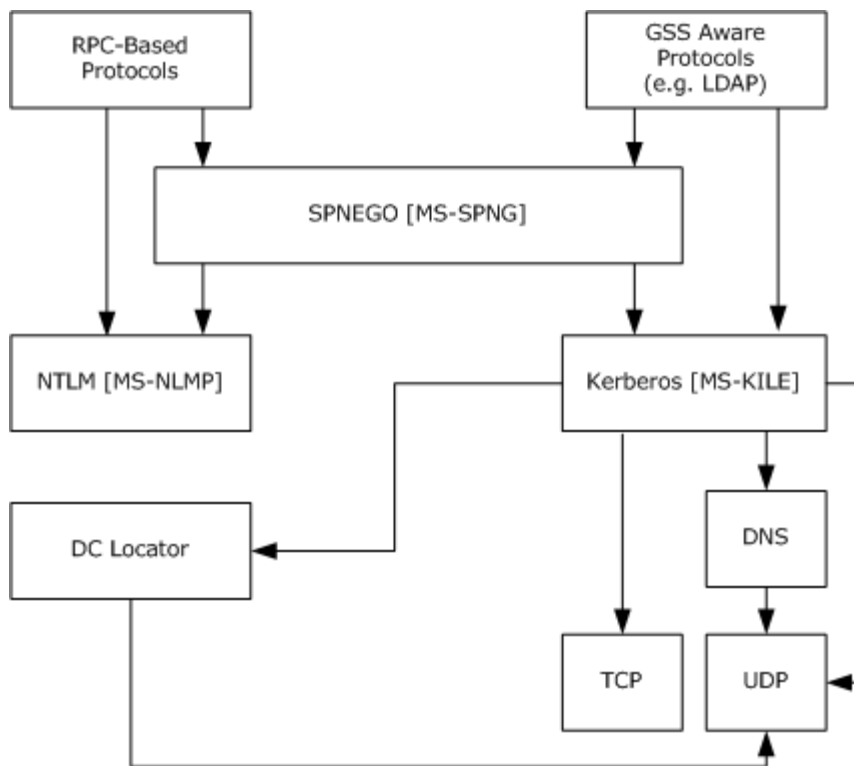 RPC-Based
Protocols
GSS Aware
Protocols
(e.g. LDAP)
SPNEGO [MS-SPNG]
NTLM [MS-NLMP]
Kerberos [MS-KILE]
DC Locator
DNS
TCP
UDP